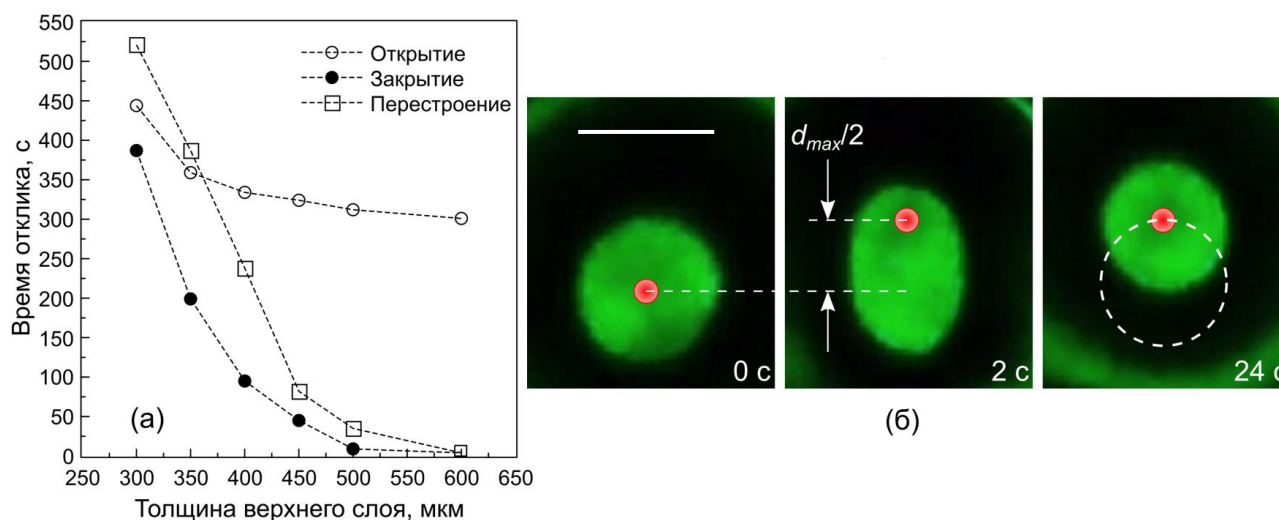 550
500
450
400
350
300
250
200
150
100
50
0
Время отклика, с
Открытие
Закрытие
Перестроение
(а)
250 300 350 400 450 500 550 600 650
Толщина верхнего слоя, мкм
d_max/2
0 с
2 с
24 с
(б)